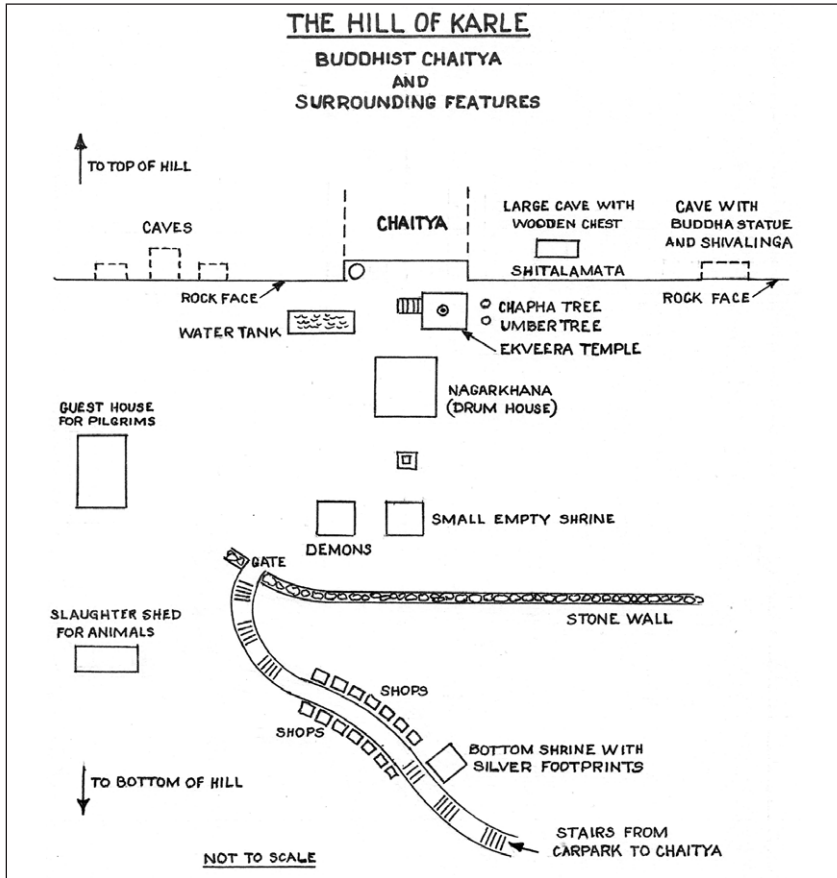 THE HILL OF KARLE
BUDDHIST CHAITYA
AND
SURROUNDING FEATURES
TO TOP OF HILL
CAVES
CHAITYA
LARGE CAVE WITH
WOODEN CHEST
SHITALAMATA
CAVE WITH
BUDDHA STATUE
AND SHIVALINGA
ROCK FACE
ROCK FACE
WATER TANK
CHAPHA TREE
UMBER TREE
EKVEERA TEMPLE
NAGARKHANA
(DRUM HOUSE)
GUEST HOUSE
FOR PILGRIMS
SMALL EMPTY SHRINE
DEMONS
GATE
STONE WALL
SLAUGHTER SHED
FOR ANIMALS
SHOPS
SHOPS
BOTTOM SHRINE WITH
SILVER FOOTPRINTS
TO BOTTOM OF HILL
STAIRS FROM
CARPARK TO CHAITYA
NOT TO SCALE